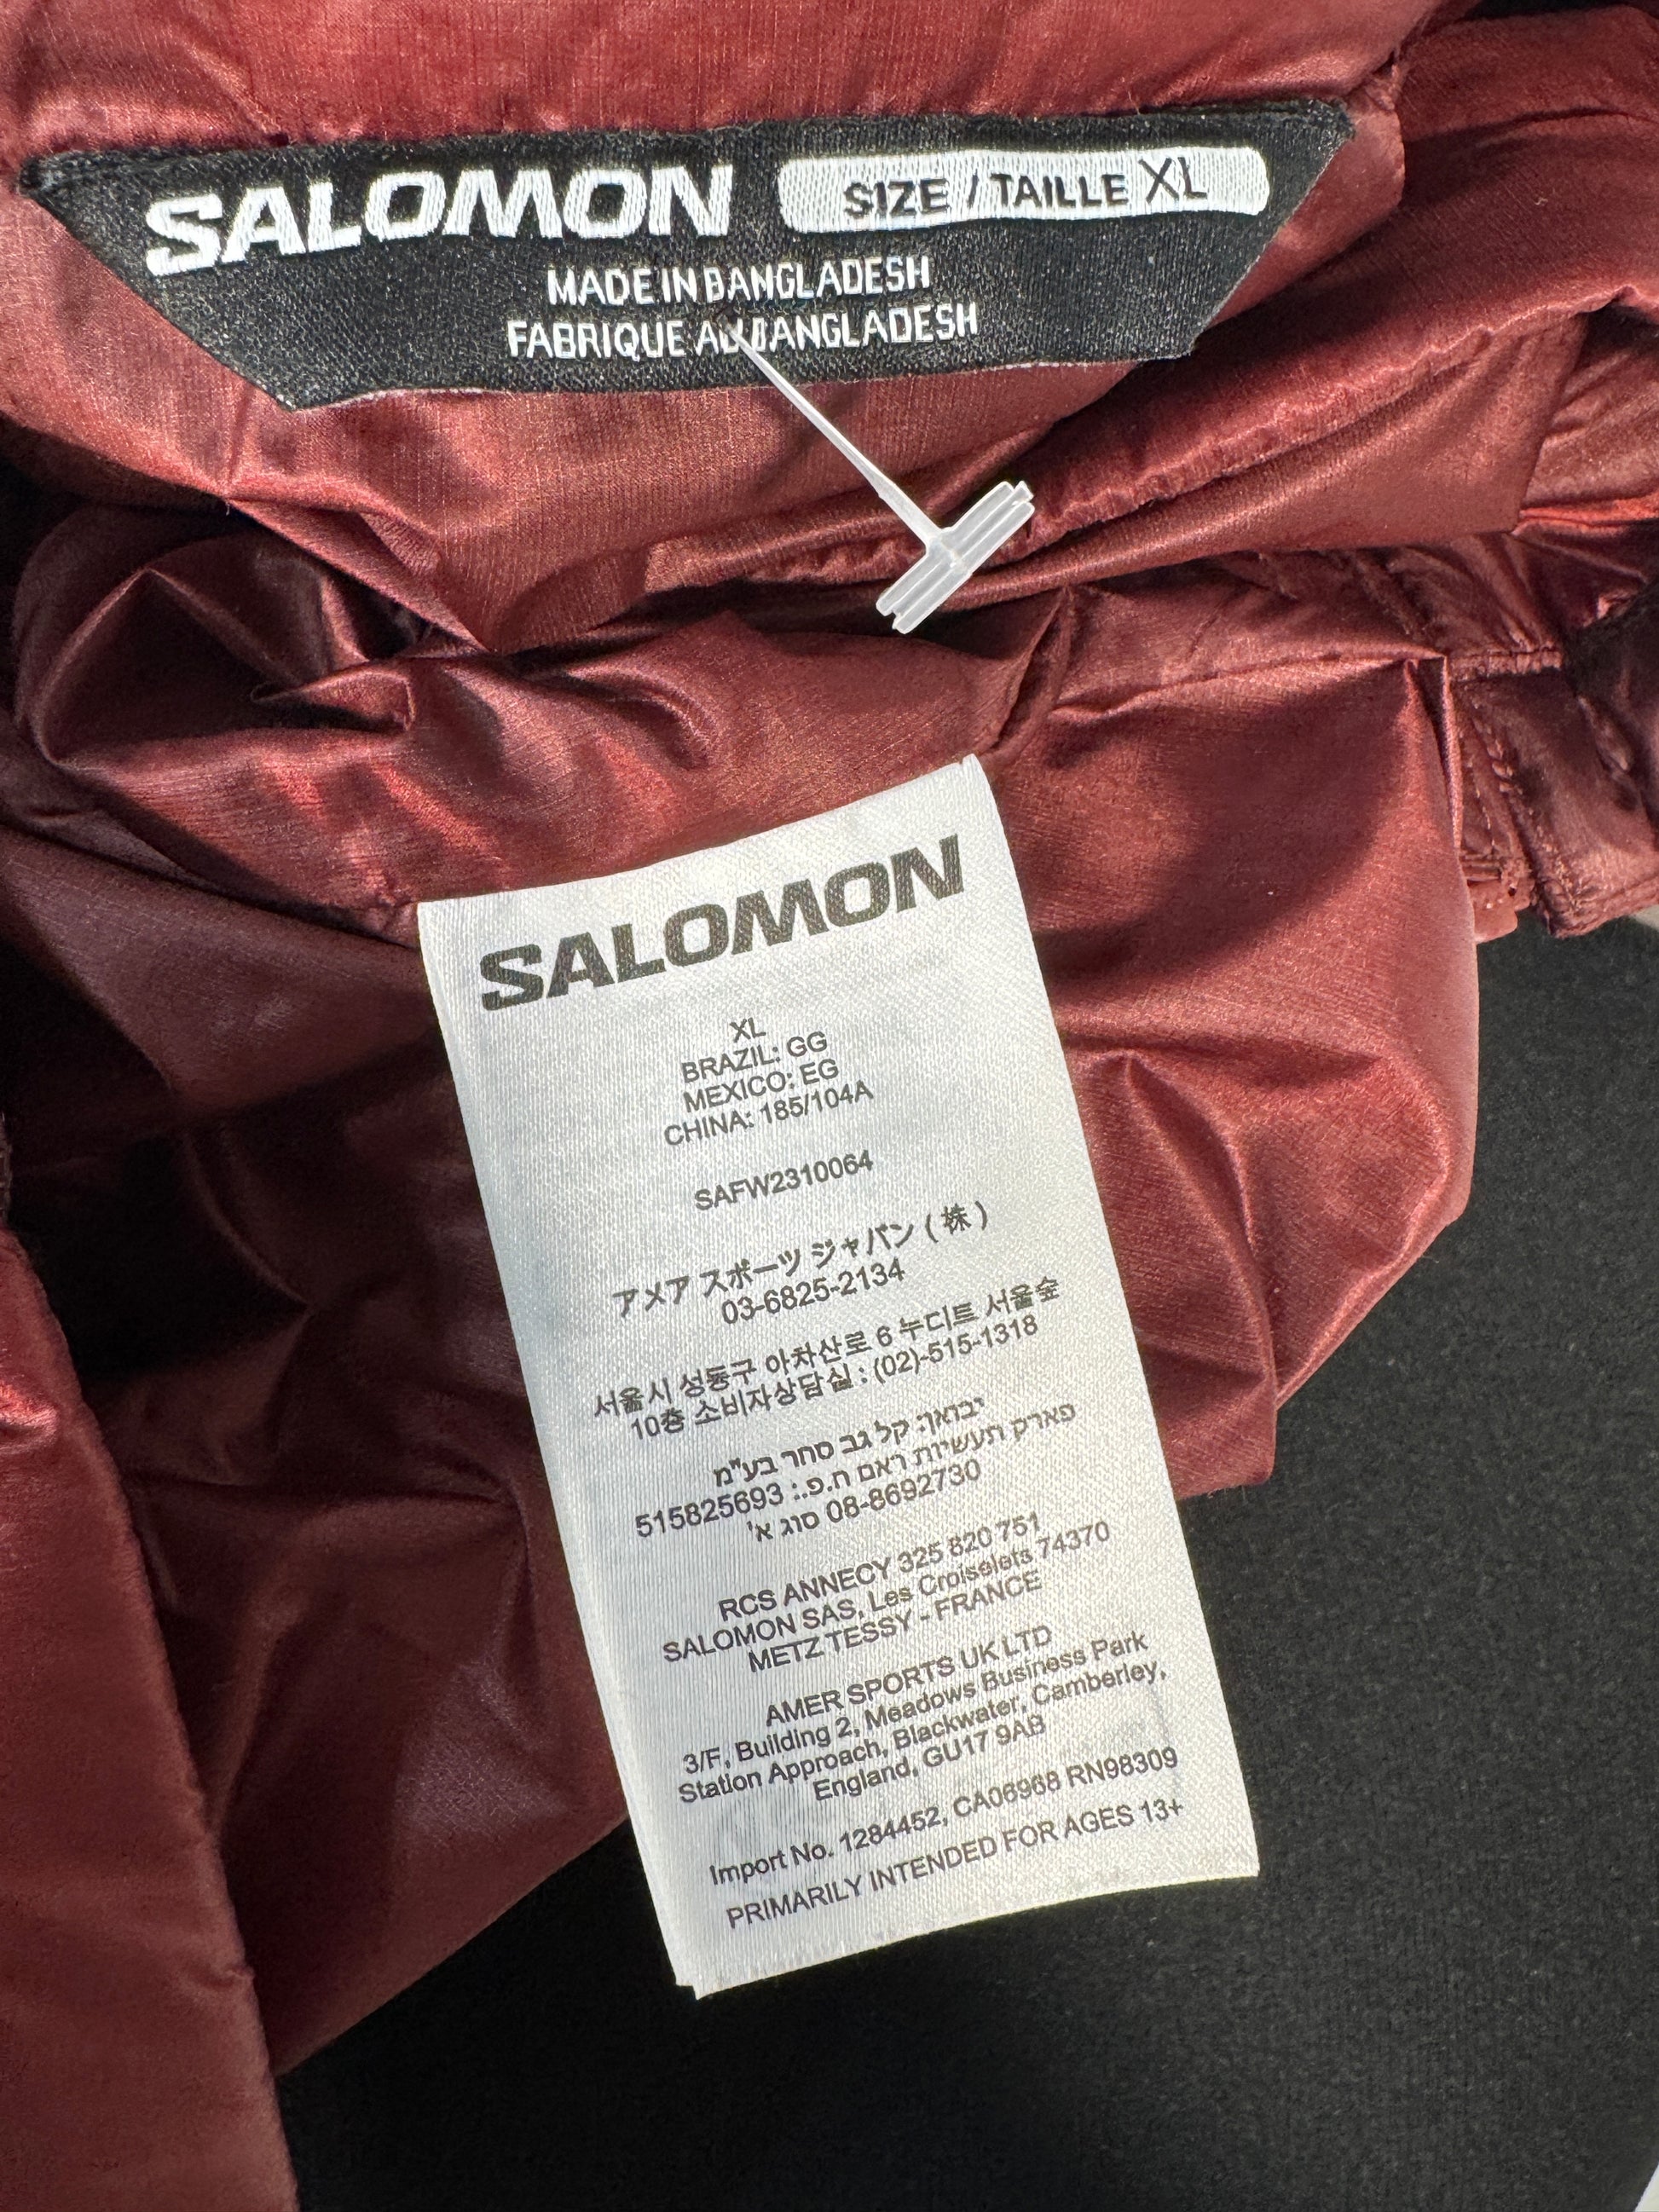 SALOMON
SIZE / TAILLE XL
MADE IN BANGLADESH
FABRIQUE AU BANGLADESH
SALOMON
XL
BRAZIL: GG
MEXICO: EG
CHINA: 185/104A
SAFW2310064
アメア スポーツ ジャパン ( 株 )
03-6825-2134
서울시 성동구 아차산로 6 누디트 서울숲
10층 소비자상담실 : (02)-515-1318
יבואן: קל גב סחר בע"מ
פארק תעשיות ראם ח.פ.: 515825693
08-8692730 סוג א'
RCS ANNECY 325 820 751
SALOMON SAS, Les Croiselets 74370
METZ TESSY - FRANCE
AMER SPORTS UK LTD
3/F, Building 2, Meadows Business Park
Station Approach, Blackwater, Camberley,
England, GU17 9AB
Import No. 1284452, CA06968 RN98309
PRIMARILY INTENDED FOR AGES 13+